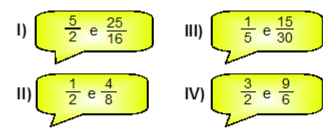 I) 5/2 e 25/16
III) 1/5 e 15/30
II) 1/2 e 4/8
IV) 3/2 e 9/6